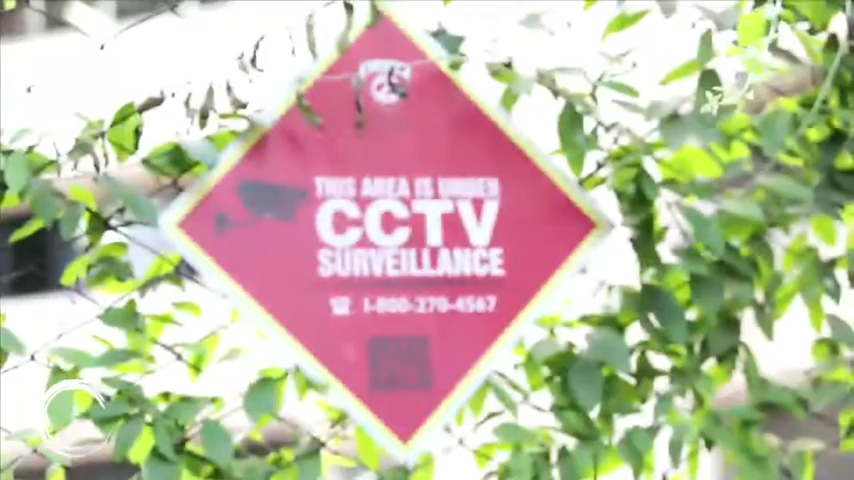 THIS AREA IS UNDER
CCTV
SURVEILLANCE
1-800-270-4567